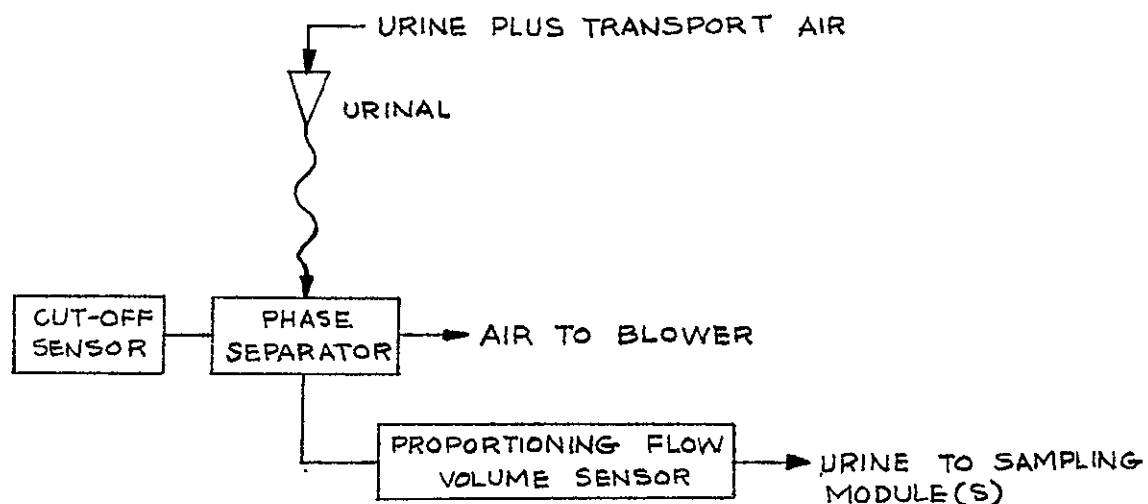 URINE PLUS TRANSPORT AIR
URINAL
CUT-OFF
SENSOR
PHASE
SEPARATOR
AIR TO BLOWER
PROPORTIONING FLOW
VOLUME SENSOR
URINE TO SAMPLING
MODULE(S)